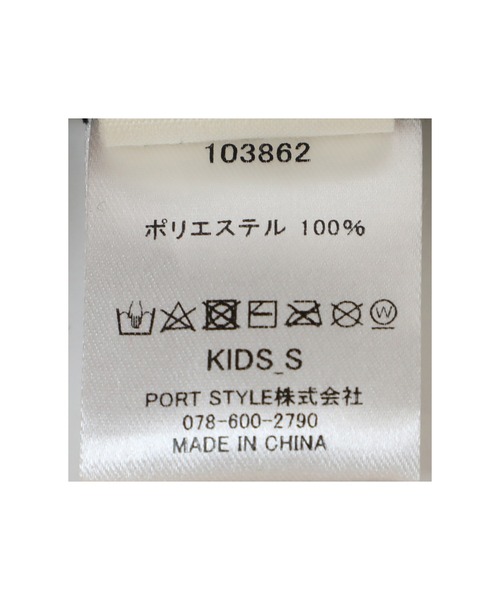 103862
ポリエステル 100%
W
KIDS_S
PORT STYLE株式会社
078-600-2790
MADE IN CHINA